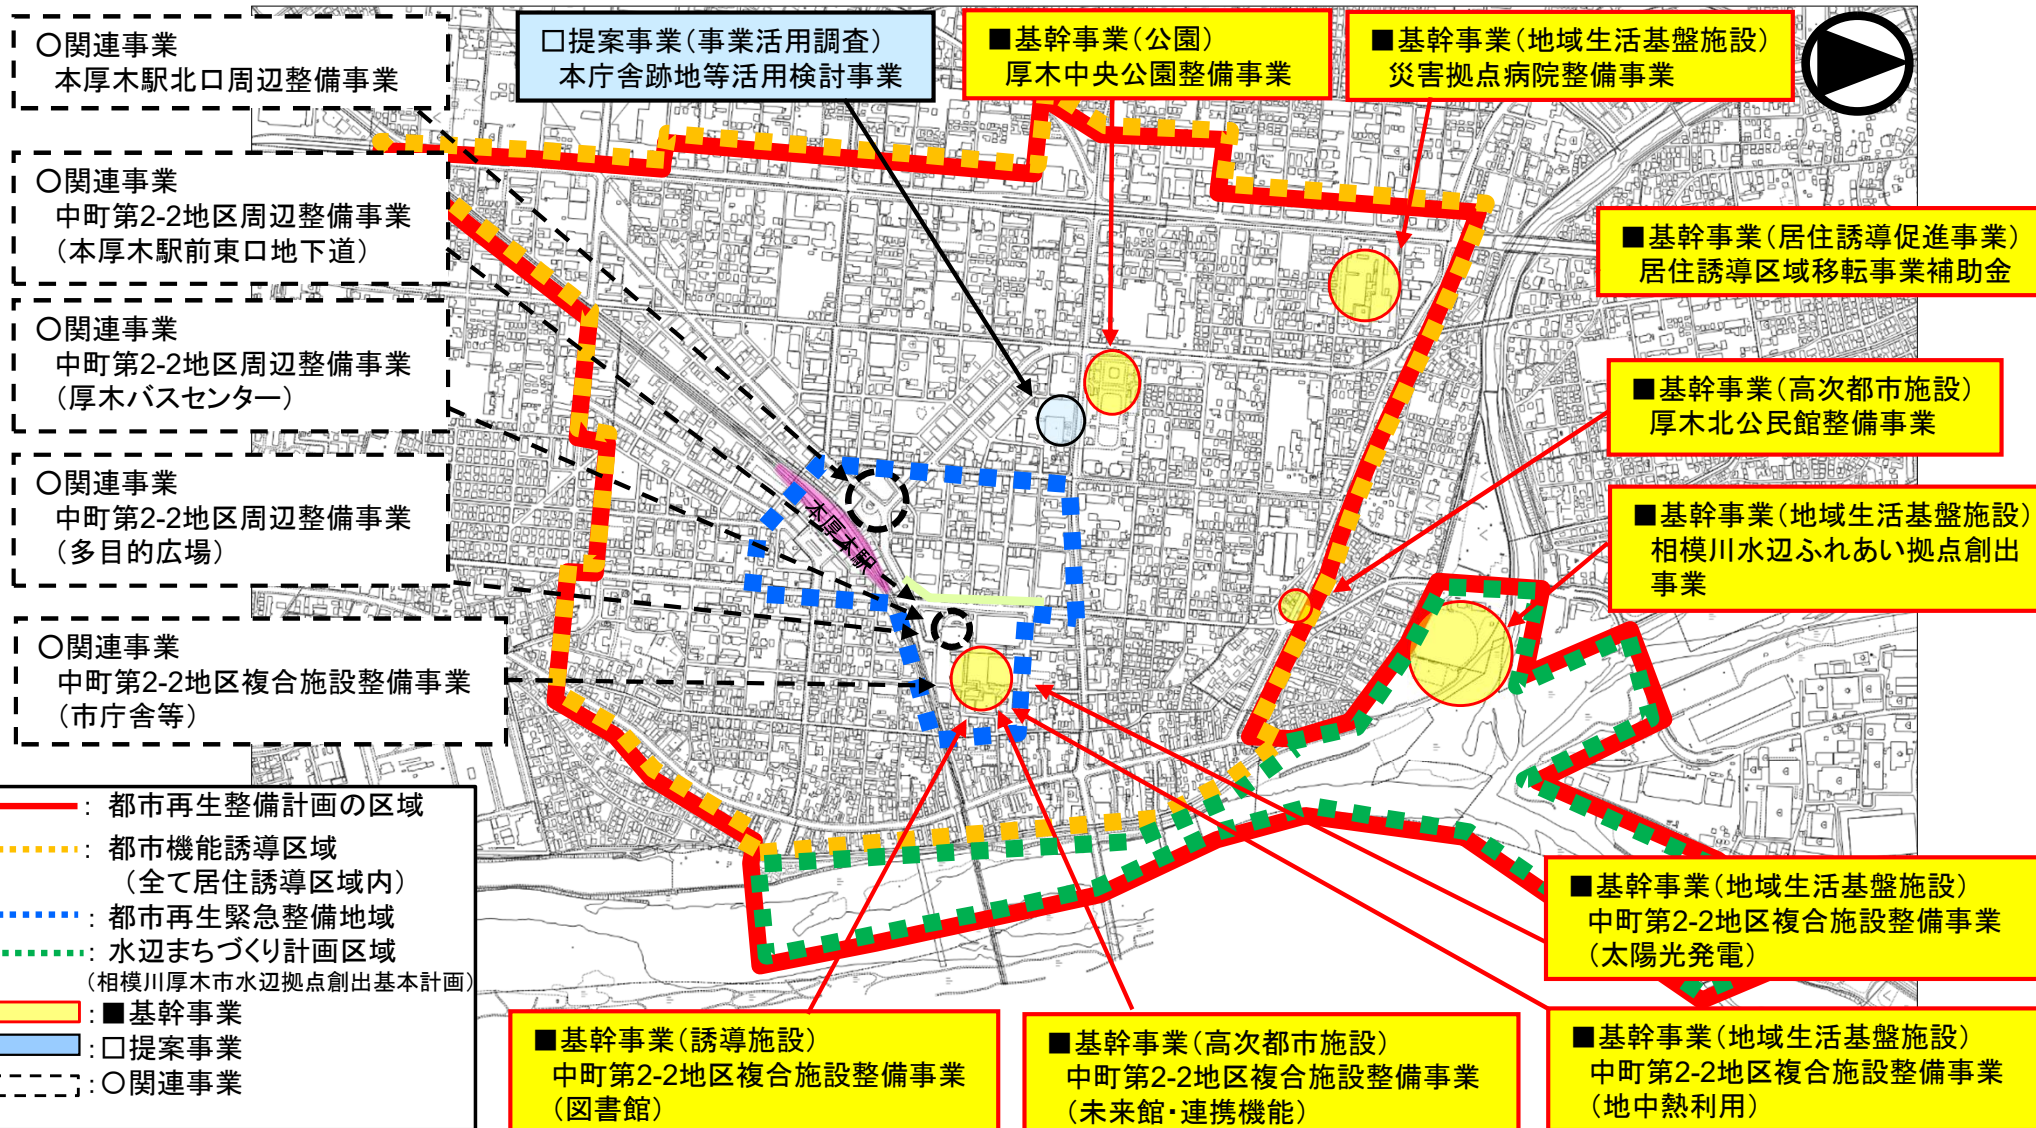 〇関連事業
本厚木駅北口周辺整備事業
□提案事業(事業活用調査)
本庁舎跡地等活用検討事業
■基幹事業(公園)
厚木中央公園整備事業
■基幹事業(地域生活基盤施設)
災害拠点病院整備事業
〇関連事業
中町第2-2地区周辺整備事業
(本厚木駅前東口地下道)
■基幹事業(居住誘導促進事業)
居住誘導区域移転事業補助金
〇関連事業
中町第2-2地区周辺整備事業
(厚木バスセンター)
■基幹事業(高次都市施設)
厚木北公民館整備事業
〇関連事業
中町第2-2地区周辺整備事業
(多目的広場)
■基幹事業(地域生活基盤施設)
相模川水辺ふれあい拠点創出
事業
本厚木駅
〇関連事業
中町第2-2地区複合施設整備事業
(市庁舎等)
: 都市再生整備計画の区域
: 都市機能誘導区域
(全て居住誘導区域内)
: 都市再生緊急整備地域
: 水辺まちづくり計画区域
(相模川厚木市水辺拠点創出基本計画)
: ■基幹事業
: □提案事業
: 〇関連事業
■基幹事業(地域生活基盤施設)
中町第2-2地区複合施設整備事業
(太陽光発電)
■基幹事業(誘導施設)
中町第2-2地区複合施設整備事業
(図書館)
■基幹事業(高次都市施設)
中町第2-2地区複合施設整備事業
(未来館・連携機能)
■基幹事業(地域生活基盤施設)
中町第2-2地区複合施設整備事業
(地中熱利用)